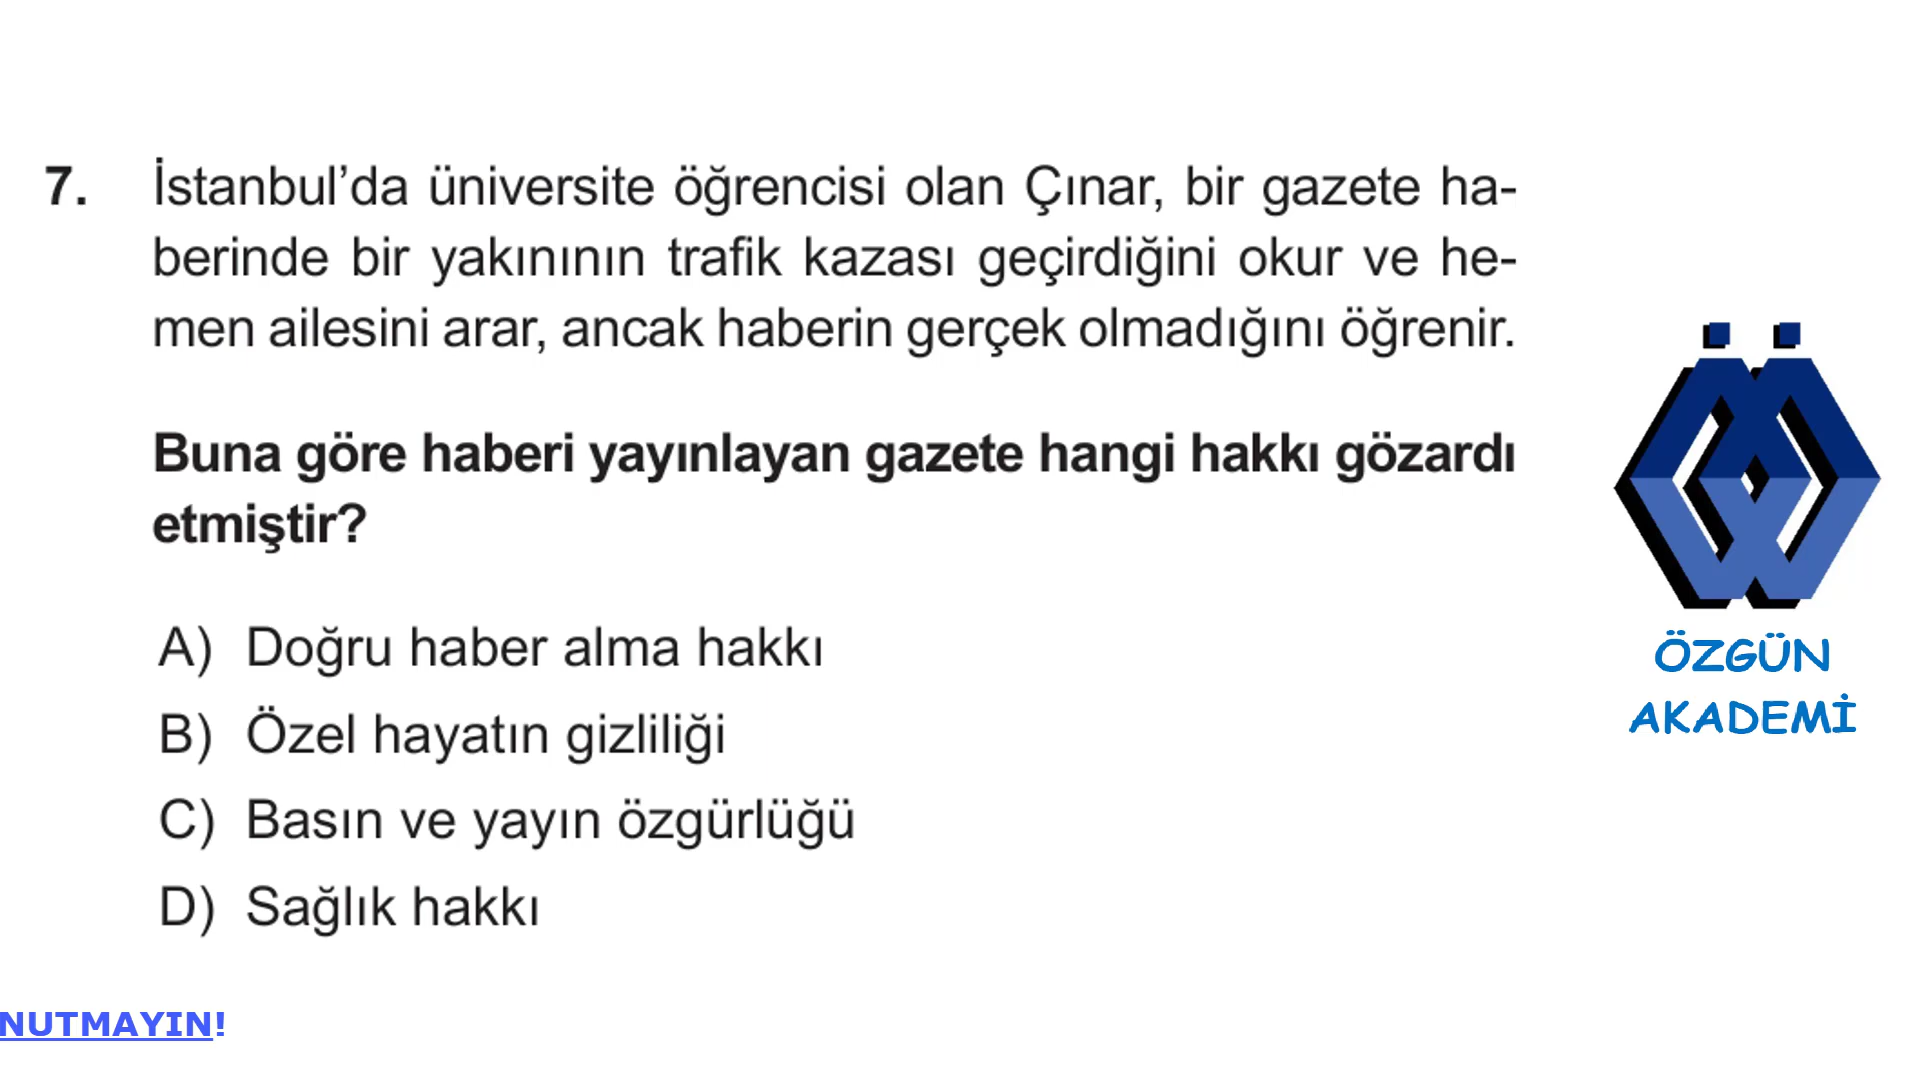 7. İstanbul’da üniversite öğrencisi olan Çınar, bir gazete ha-
berinde bir yakınının trafik kazası geçirdiğini okur ve he-
men ailesini arar, ancak haberin gerçek olmadığını öğrenir.
Buna göre haberi yayınlayan gazete hangi hakkı gözardı
etmiştir?
A) Doğru haber alma hakkı
B) Özel hayatın gizliliği
C) Basın ve yayın özgürlüğü
D) Sağlık hakkı
ÖZGÜN
AKADEMİ
NUTMAYIN!